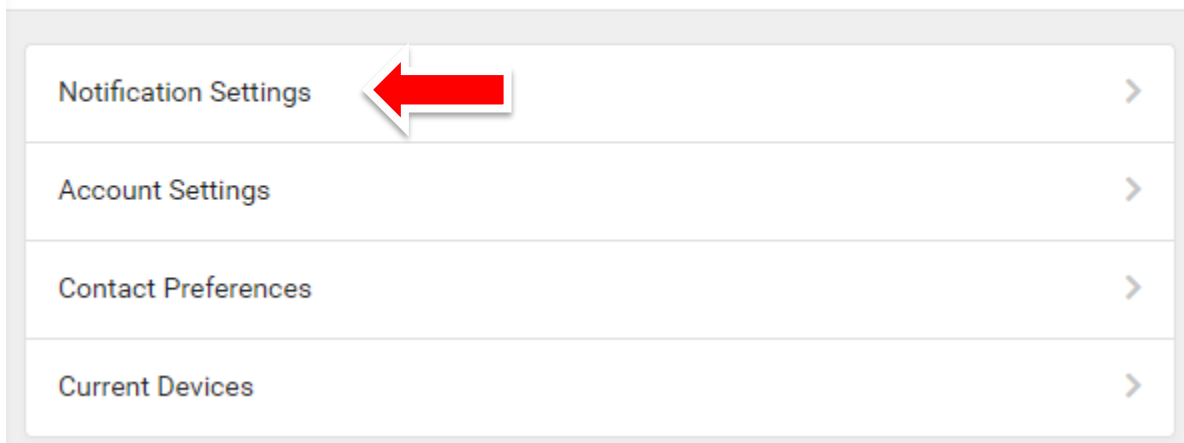 Notification Settings
Account Settings
Contact Preferences
Current Devices